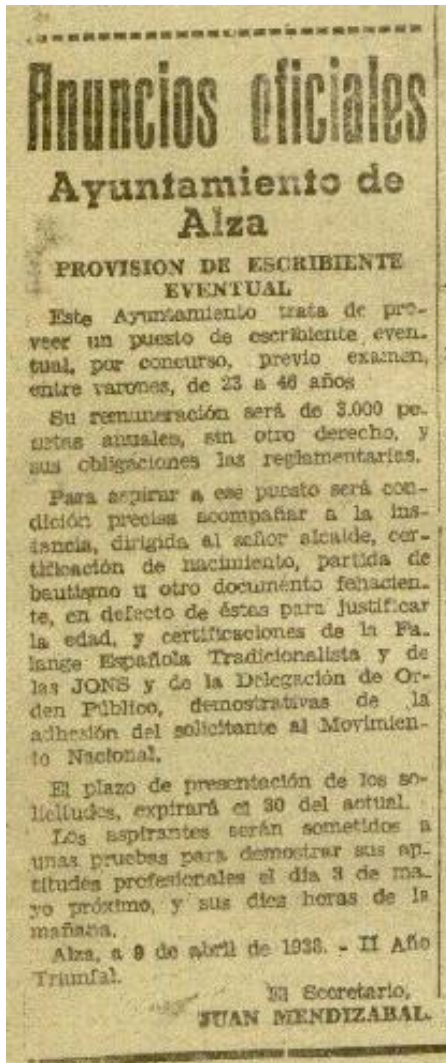 Anuncios oficiales
Ayuntamiento de
Alza
PROVISION DE ESCRIBIENTE
EVENTUAL
Este Ayuntamiento trata de pro-
veer un puesto de escribiente even-
tual, por concurso, previo examen,
entre varones, de 23 a 46 años
Su remuneración será de 3.000 pe-
setas anuales, sin otro derecho, y
sus obligaciones las reglamentarias.
Para aspirar a ese puesto será con-
dición precisa acompañar a la ins-
tancia, dirigida al señor alcalde, cer-
tificación de nacimiento, partida de
bautismo u otro documento fehacien-
te, en defecto de éstas para justificar
la edad, y certificaciones de la Fa-
lange Española Tradicionalista y de
las JONS y de la Delegación de Or-
den Público, demostrativas de la
adhesión del solicitante al Movimien-
to Nacional.
El plazo de presentación de los so-
licitudes, expirará el 30 del actual.
Los aspirantes serán sometidos a
unas pruebas para demostrar sus ap-
titudes profesionales el día 3 de ma-
yo próximo, y sus diez horas de la
mañana.
Alza, a 9 de abril de 1938. - II Año
Triunfal.
El Secretario,
JUAN MENDIZABAL.